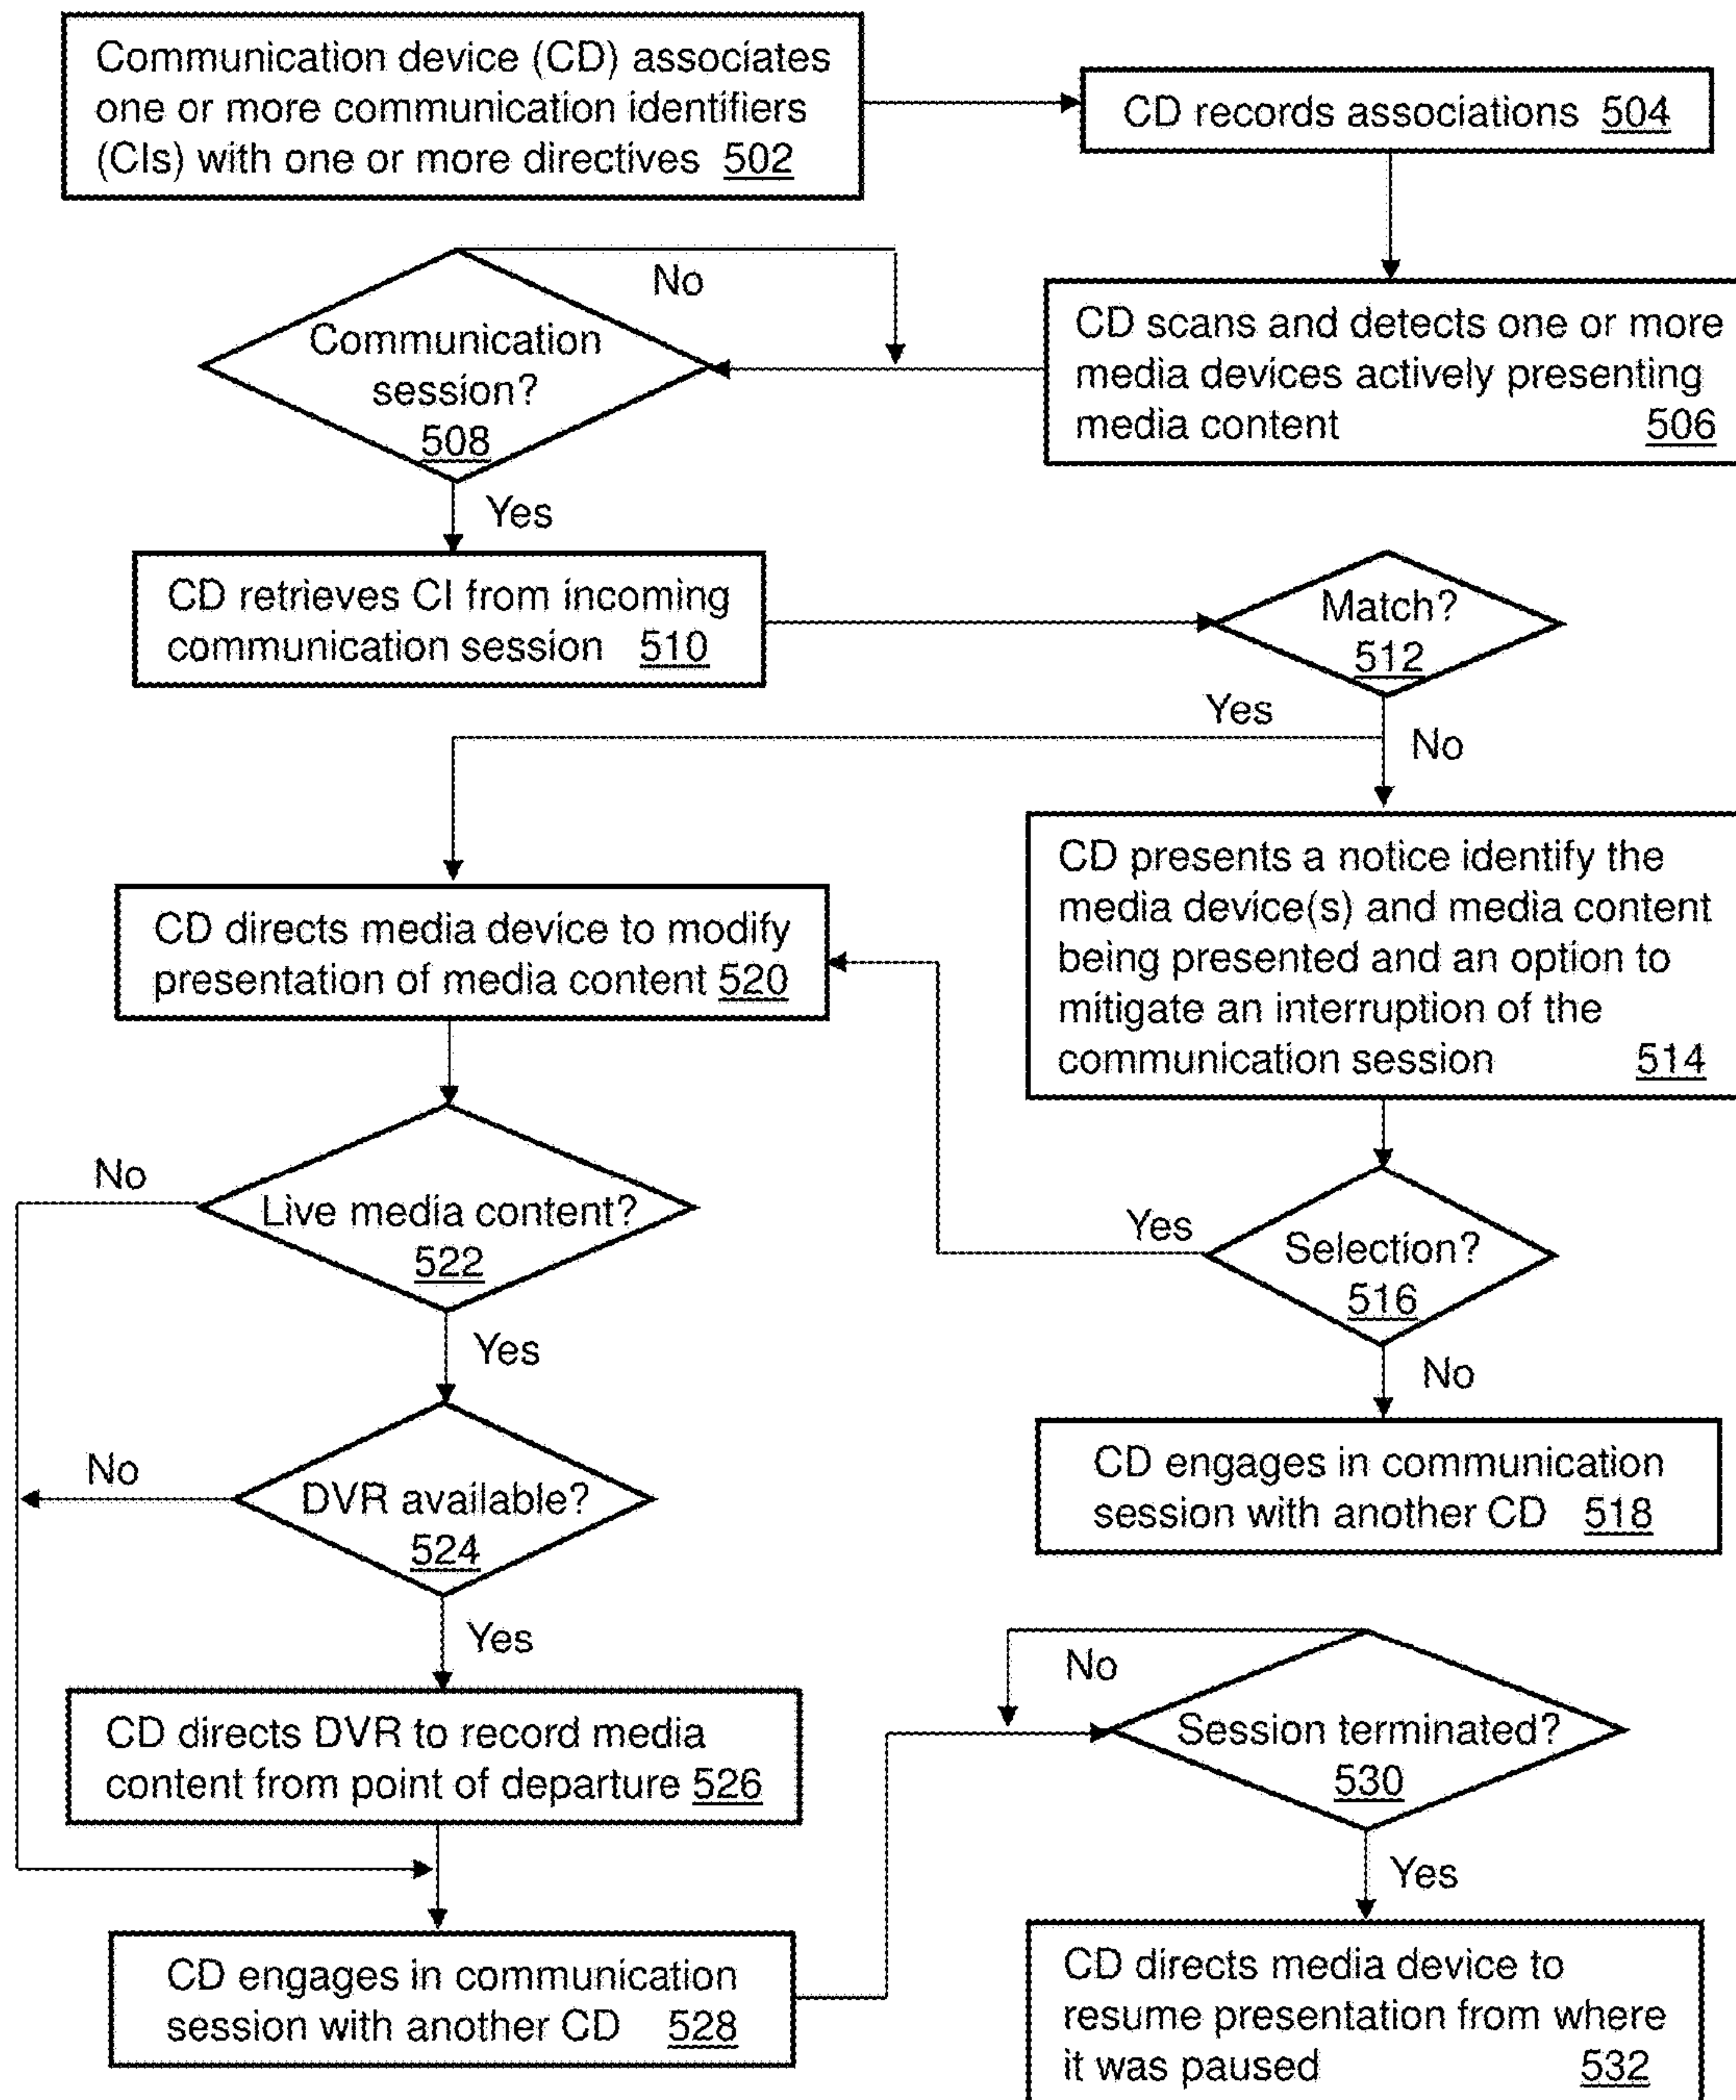 Communication device (CD) associates
one or more communication identifiers
(CIs) with one or more directives 502
CD records associations 504
No
Communication
session?
508
CD scans and detects one or more
media devices actively presenting
media content 506
Yes
CD retrieves CI from incoming
communication session 510
Match?
512
Yes
No
CD presents a notice identify the
media device(s) and media content
being presented and an option to
mitigate an interruption of the
communication session 514
CD directs media device to modify
presentation of media content 520
No
Live media content?
522
Yes
Selection?
516
Yes
No
No
DVR available?
524
CD engages in communication
session with another CD 518
Yes
No
CD directs DVR to record media
content from point of departure 526
Session terminated?
530
Yes
CD engages in communication
session with another CD 528
CD directs media device to
resume presentation from where
it was paused 532